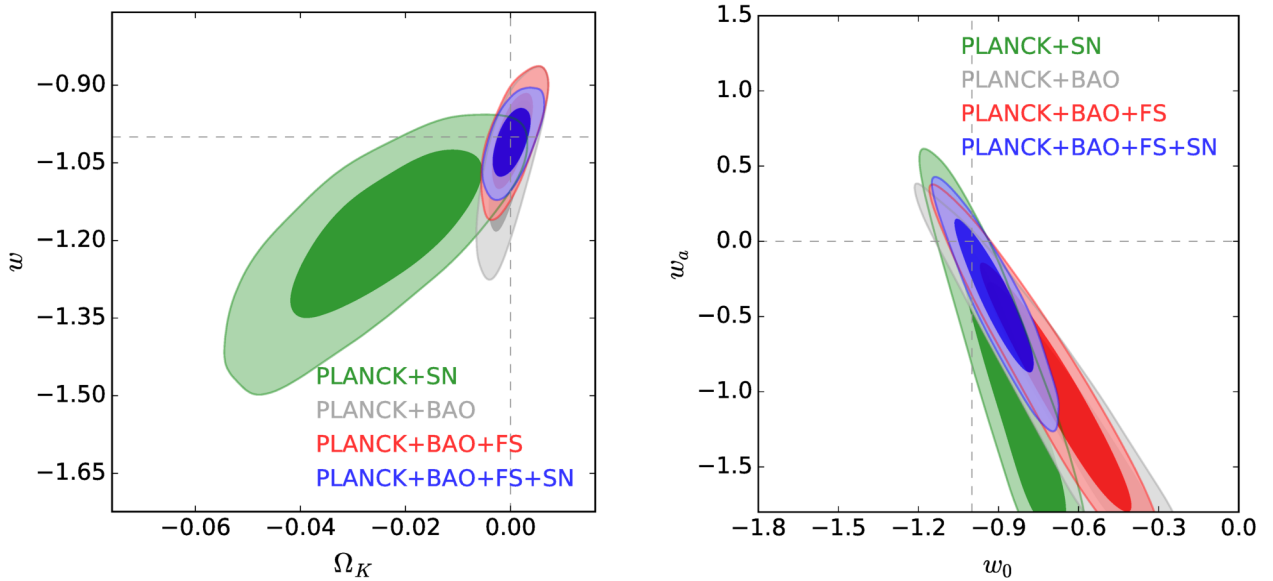 −0.90
−1.05
−1.20
−1.35
−1.50
−1.65
w
PLANCK+SN
PLANCK+BAO
PLANCK+BAO+FS
PLANCK+BAO+FS+SN
−0.06 −0.04 −0.02 0.00
Ω_K
1.5
1.0
0.5
0.0
−0.5
−1.0
−1.5
w_a
PLANCK+SN
PLANCK+BAO
PLANCK+BAO+FS
PLANCK+BAO+FS+SN
−1.8 −1.5 −1.2 −0.9 −0.6 −0.3 0.0
w_0